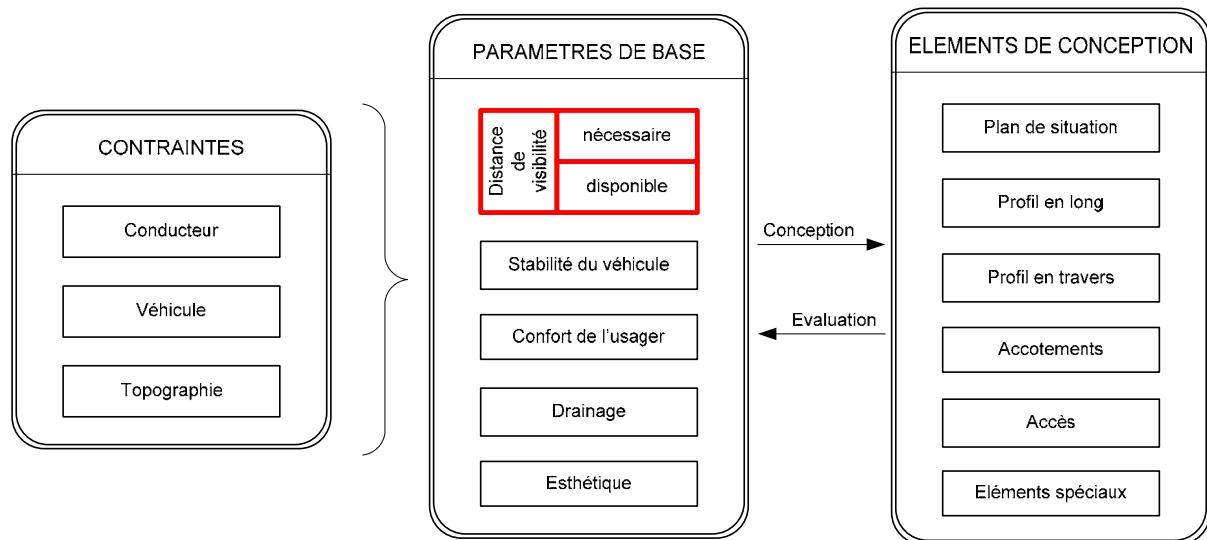 CONTRAINTES
Conducteur
Véhicule
Topographie
PARAMETRES DE BASE
Distance
de
visibilité
nécessaire
disponible
Stabilité du véhicule
Confort de l'usager
Drainage
Esthétique
Conception
Evaluation
ELEMENTS DE CONCEPTION
Plan de situation
Profil en long
Profil en travers
Accotements
Accès
Eléments spéciaux